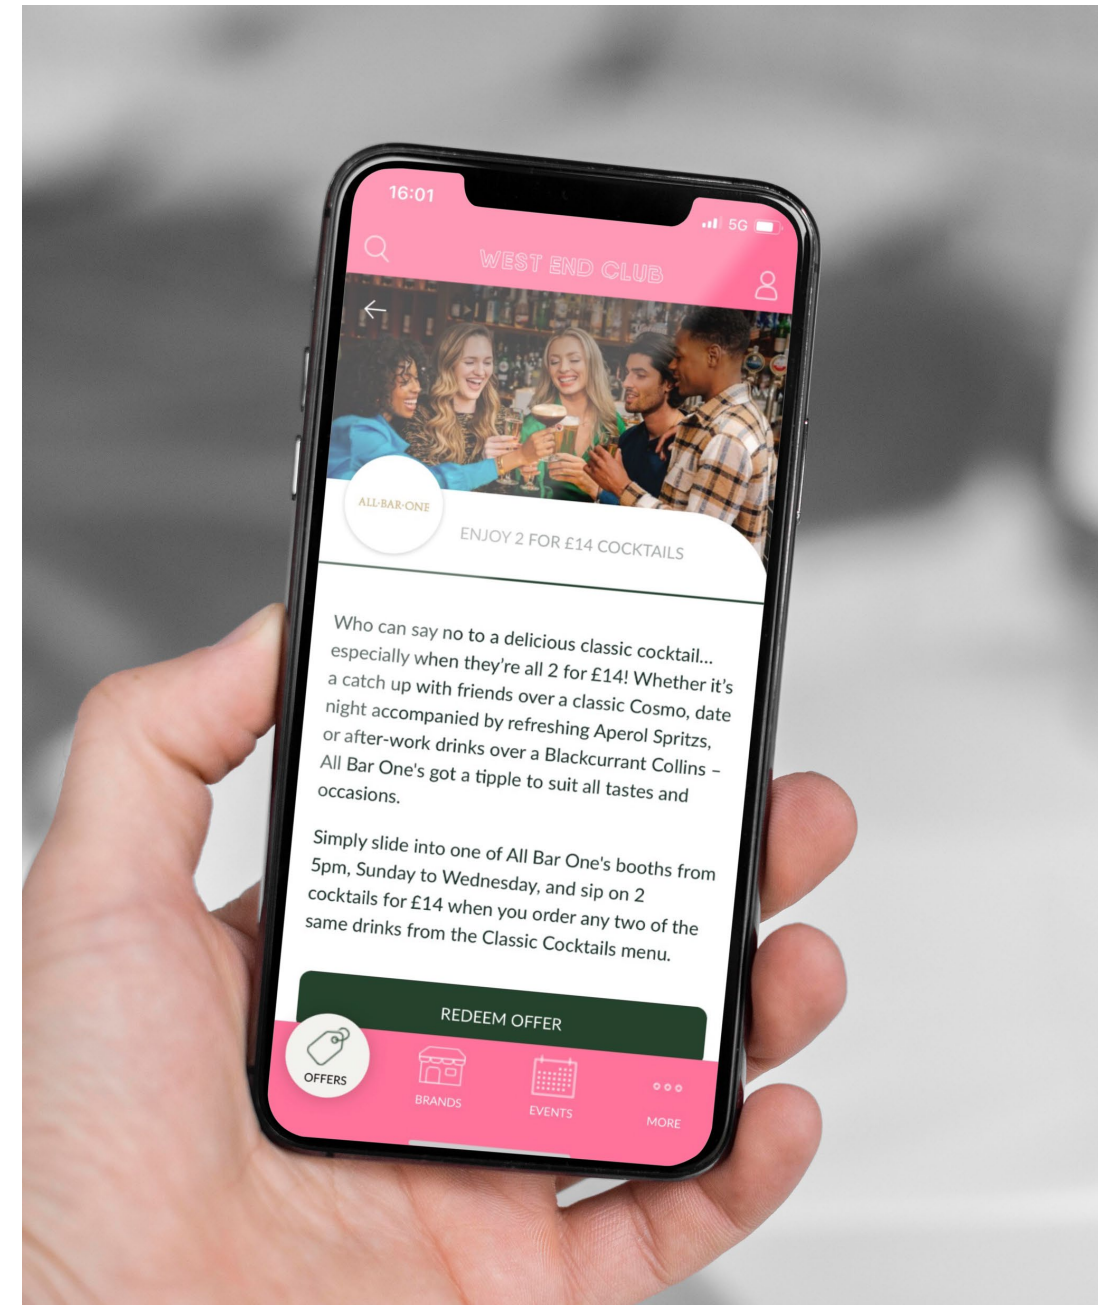 16:01
5G
WEST END CLUB
ALL·BAR·ONE
ENJOY 2 FOR £14 COCKTAILS
Who can say no to a delicious classic cocktail...
especially when they're all 2 for £14! Whether it's
a catch up with friends over a classic Cosmo, date
night accompanied by refreshing Aperol Spritzs,
or after-work drinks over a Blackcurrant Collins –
All Bar One's got a tipple to suit all tastes and
occasions.
Simply slide into one of All Bar One's booths from
5pm, Sunday to Wednesday, and sip on 2
cocktails for £14 when you order any two of the
same drinks from the Classic Cocktails menu.
REDEEM OFFER
OFFERS
BRANDS
EVENTS
MORE